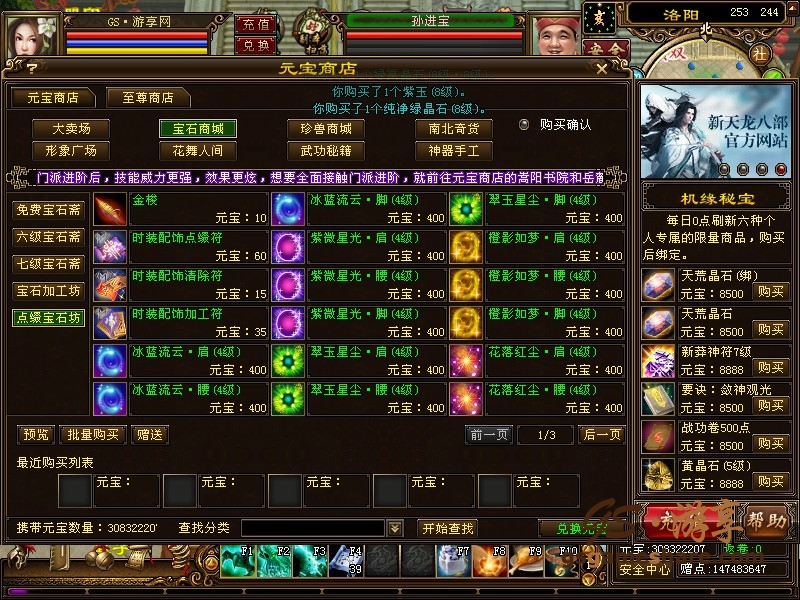 GS·游享网
充值
兑换
孙进宝
安全
洛阳 253 244
北
双
社
? 元宝商店
元宝商店 至尊商店
你购买了1个紫玉(8级)。
你购买了1个纯净绿晶石(8级)。
大卖场 宝石商城 珍兽商城 南北奇货
购买确认
形象广场 花舞人间 武功秘籍 神器手工
门派进阶后,技能威力更强,效果更炫,想要全面接触门派进阶,就前往元宝商店的嵩阳书院和岳
免费宝石斋
六级宝石斋
七级宝石斋
宝石加工坊
点缀宝石坊
金梭 元宝:10
冰蓝流云·脚(4级) 元宝:400
翠玉星尘·脚(4级) 元宝:400
时装配饰点缀符 元宝:60
紫微星光·肩(4级) 元宝:400
橙影如梦·肩(4级) 元宝:400
时装配饰清除符 元宝:15
紫微星光·腰(4级) 元宝:400
橙影如梦·腰(4级) 元宝:400
时装配饰加工符 元宝:35
紫微星光·脚(4级) 元宝:400
橙影如梦·脚(4级) 元宝:400
冰蓝流云·肩(4级) 元宝:400
翠玉星尘·肩(4级) 元宝:400
花落红尘·肩(4级) 元宝:400
冰蓝流云·腰(4级) 元宝:400
翠玉星尘·腰(4级) 元宝:400
花落红尘·腰(4级) 元宝:400
预览 批量购买 赠送 前一页 1/3 后一页
最近购买列表
元宝: 元宝: 元宝: 元宝: 元宝:
携带元宝数量:30832220 查找分类 开始查找 兑换元宝
新天龙八部
官方网站
机缘秘宝
每日0点刷新六种个
人专属的限量商品,购买
后绑定。
天荒晶石(绑)
元宝:8500 购买
天荒晶石
元宝:8500 购买
新莽神符7级
元宝:8888 购买
要诀:敛神观光
元宝:8500 购买
战功卷500点
元宝:8500 购买
黄晶石(5级)
元宝:8888 购买
帮助
GS·游享
F1 F2 F3 F4 F7 F8 F9 F10
39
安全中心 赠点:147483647